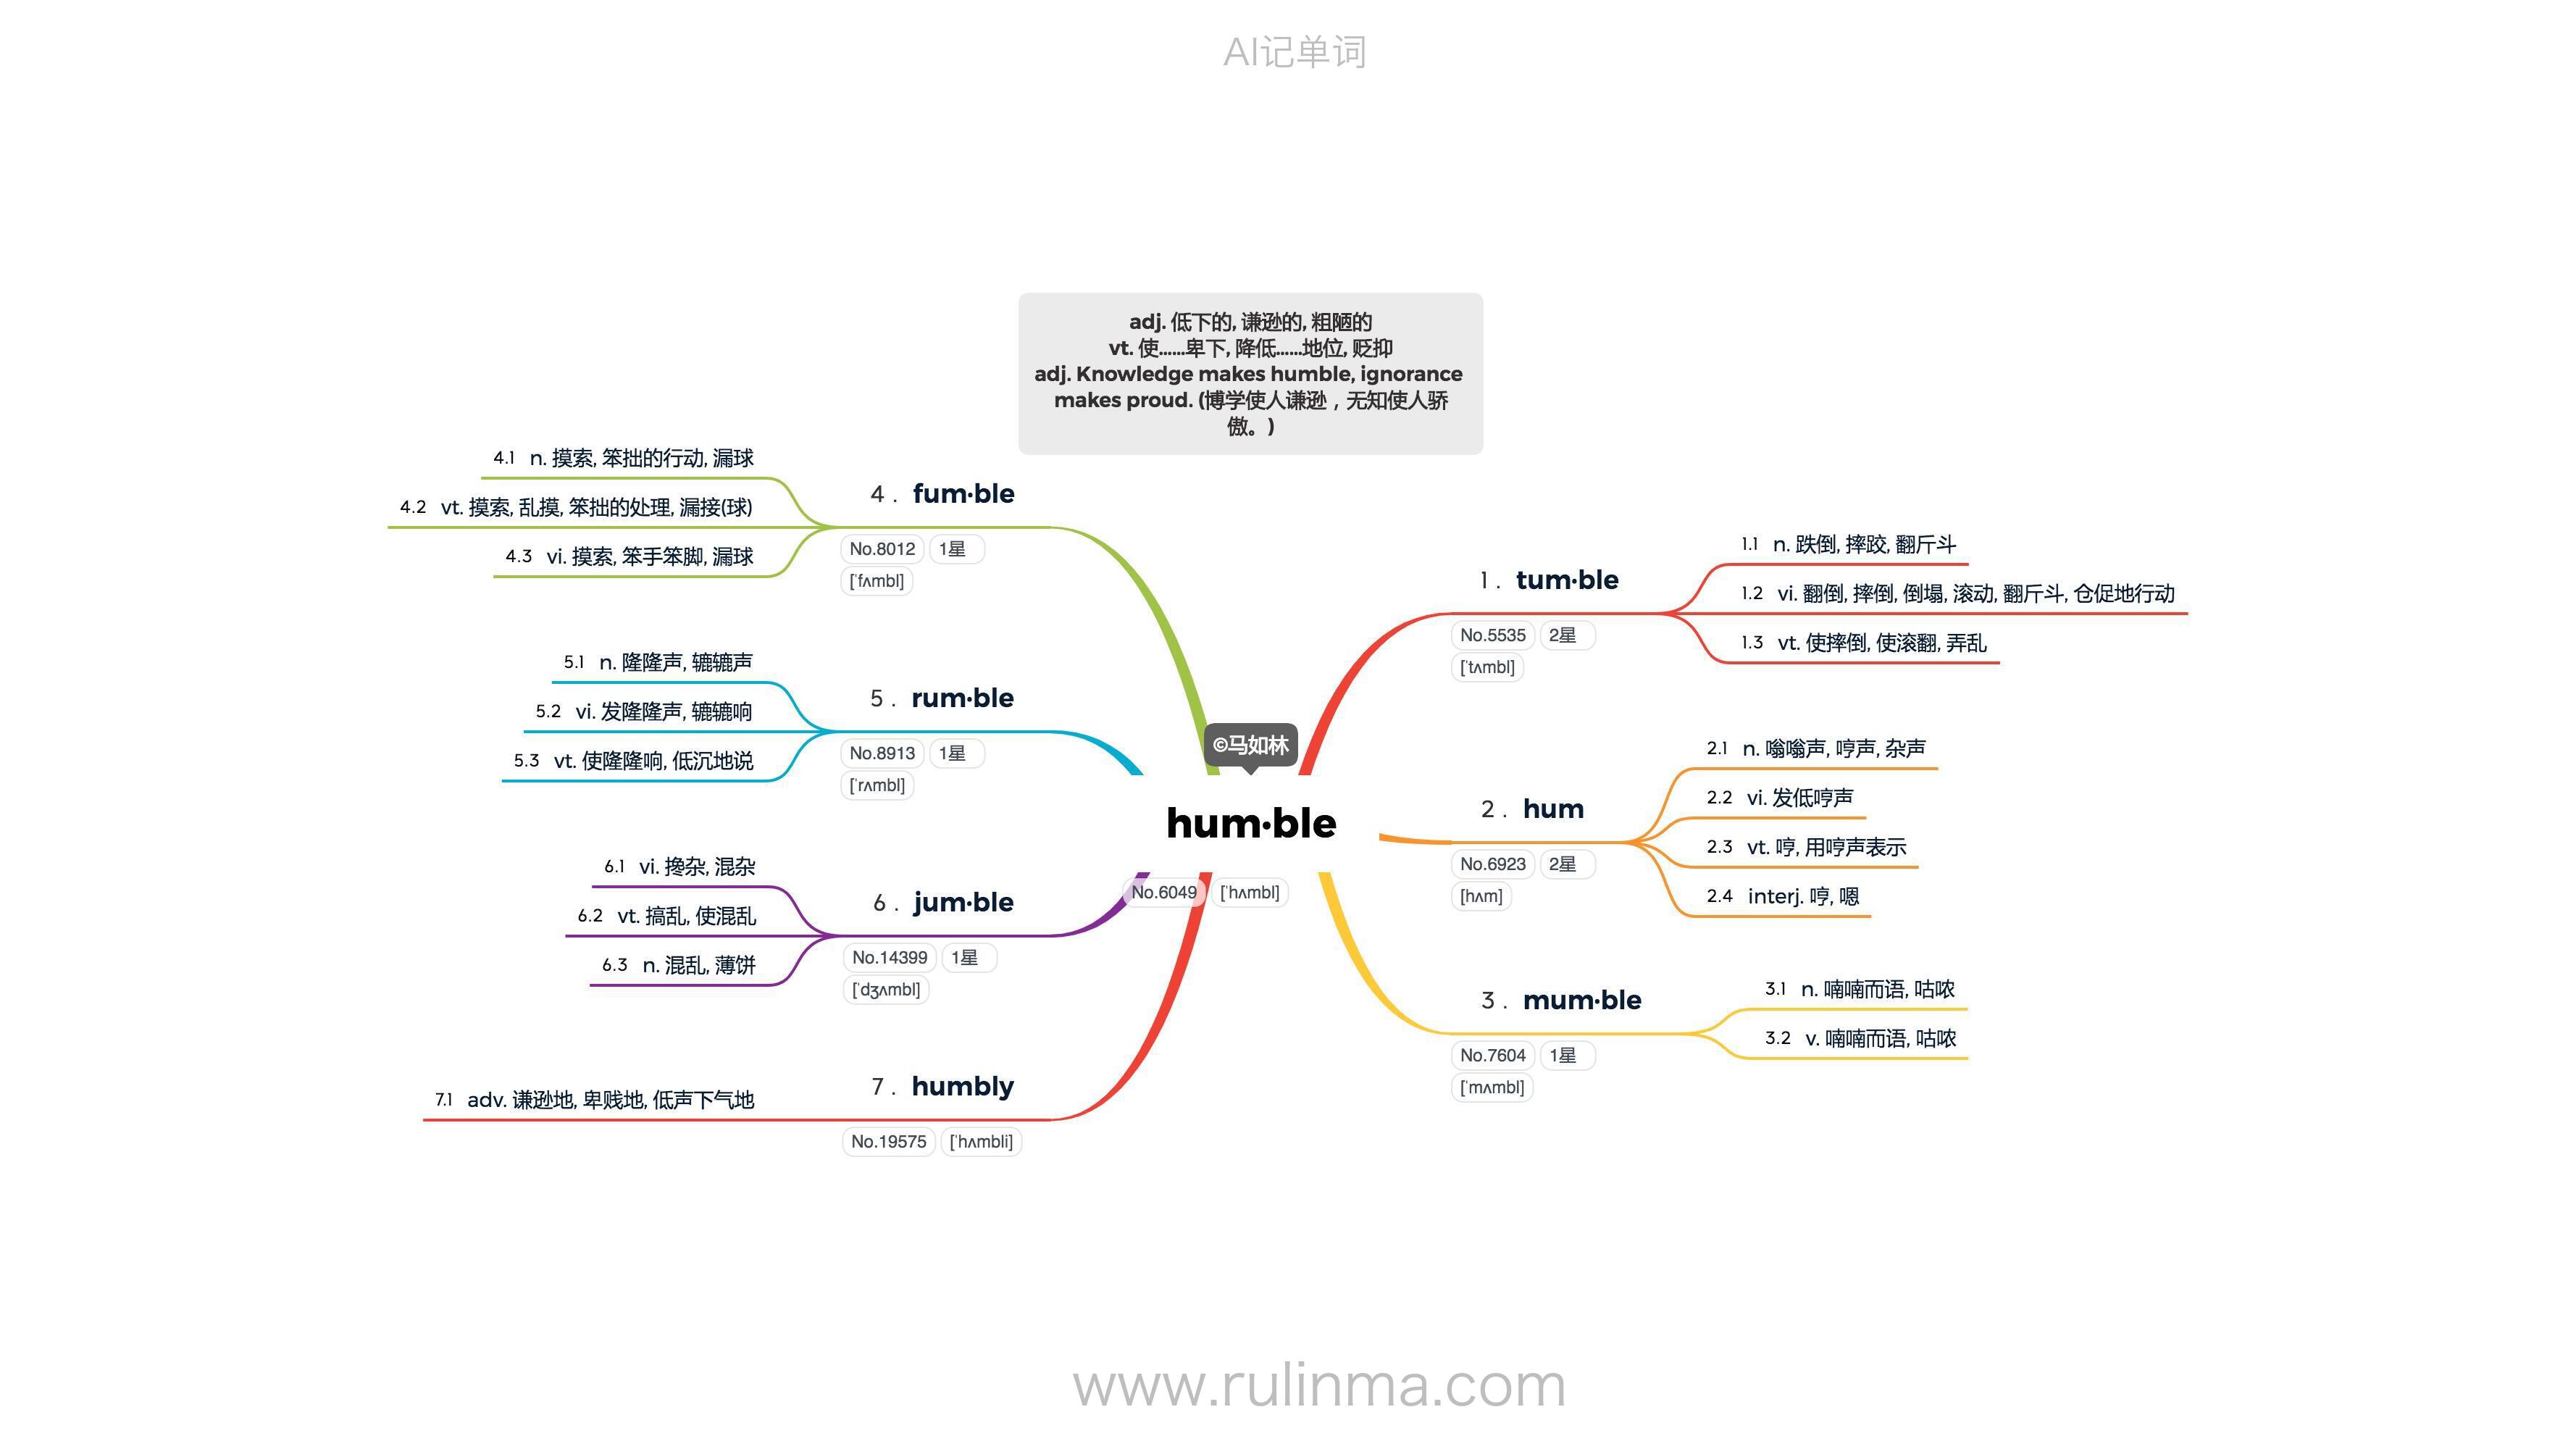 AI记单词
adj. 低下的, 谦逊的, 粗陋的
vt. 使……卑下, 降低……地位, 贬抑
adj. Knowledge makes humble, ignorance
makes proud. (博学使人谦逊，无知使人骄
傲。)
©马如林
hum·ble
No.6049 ['hʌmbl]
1. tum·ble
No.5535 2星
['tʌmbl]
1.1 n. 跌倒, 摔跤, 翻斤斗
1.2 vi. 翻倒, 摔倒, 倒塌, 滚动, 翻斤斗, 仓促地行动
1.3 vt. 使摔倒, 使滚翻, 弄乱
2. hum
No.6923 2星
[hʌm]
2.1 n. 嗡嗡声, 哼声, 杂声
2.2 vi. 发低哼声
2.3 vt. 哼, 用哼声表示
2.4 interj. 哼, 嗯
3. mum·ble
No.7604 1星
['mʌmbl]
3.1 n. 喃喃而语, 咕哝
3.2 v. 喃喃而语, 咕哝
4. fum·ble
No.8012 1星
['fʌmbl]
4.1 n. 摸索, 笨拙的行动, 漏球
4.2 vt. 摸索, 乱摸, 笨拙的处理, 漏接(球)
4.3 vi. 摸索, 笨手笨脚, 漏球
5. rum·ble
No.8913 1星
['rʌmbl]
5.1 n. 隆隆声, 辘辘声
5.2 vi. 发隆隆声, 辘辘响
5.3 vt. 使隆隆响, 低沉地说
6. jum·ble
No.14399 1星
['dʒʌmbl]
6.1 vi. 搀杂, 混杂
6.2 vt. 搞乱, 使混乱
6.3 n. 混乱, 薄饼
7. humbly
No.19575 ['hʌmbli]
7.1 adv. 谦逊地, 卑贱地, 低声下气地
www.rulinma.com